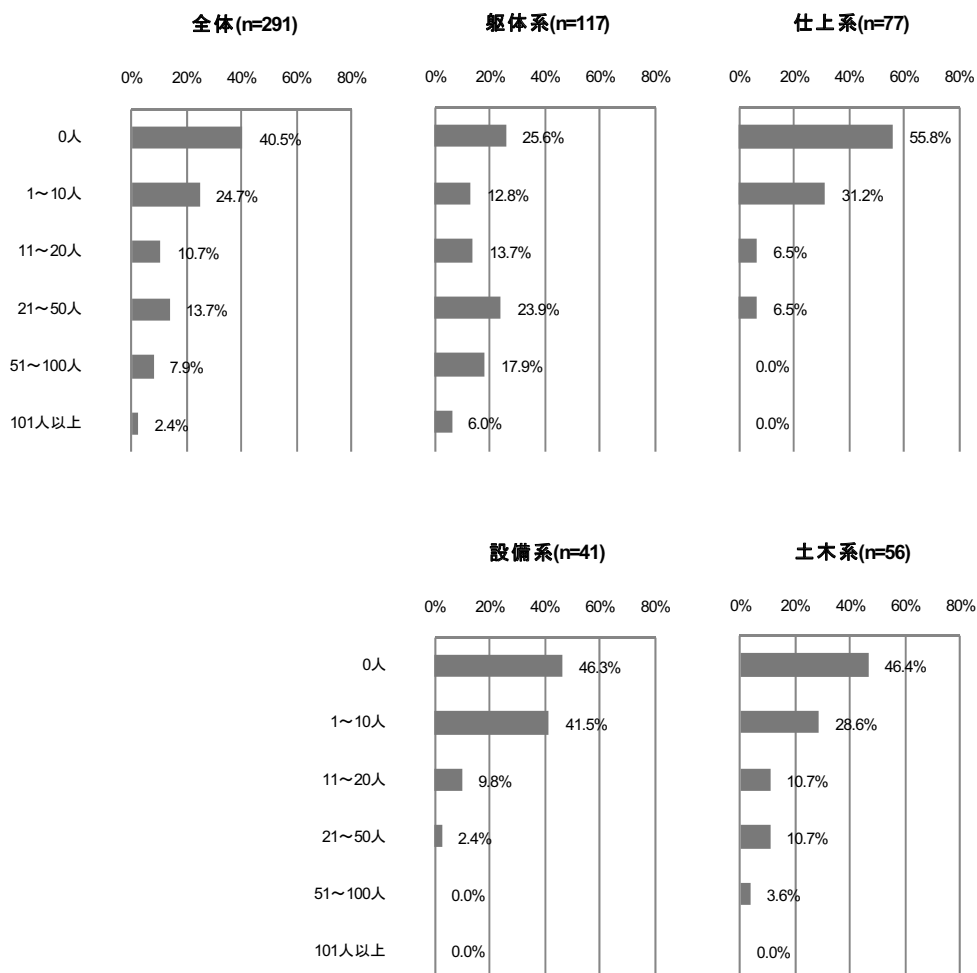 全体(n=291)
0% 20% 40% 60% 80%
0人 40.5%
1～10人 24.7%
11～20人 10.7%
21～50人 13.7%
51～100人 7.9%
101人以上 2.4%
躯体系(n=117)
0% 20% 40% 60% 80%
25.6%
12.8%
13.7%
23.9%
17.9%
6.0%
仕上系(n=77)
0% 20% 40% 60% 80%
55.8%
31.2%
6.5%
6.5%
0.0%
0.0%
設備系(n=41)
0% 20% 40% 60% 80%
0人 46.3%
1～10人 41.5%
11～20人 9.8%
21～50人 2.4%
51～100人 0.0%
101人以上 0.0%
土木系(n=56)
0% 20% 40% 60% 80%
46.4%
28.6%
10.7%
10.7%
3.6%
0.0%